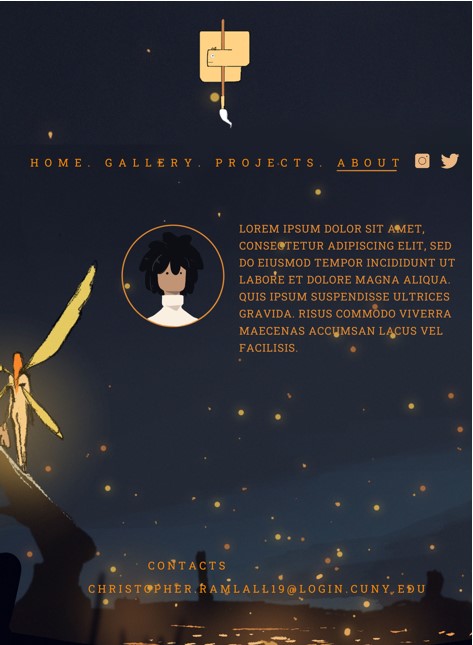 HOME. GALLERY. PROJECTS. ABOUT
LOREM IPSUM DOLOR SIT AMET,
CONSECTETUR ADIPISCING ELIT, SED
DO EIUSMOD TEMPOR INCIDIDUNT UT
LABORE ET DOLORE MAGNA ALIQUA.
QUIS IPSUM SUSPENDISSE ULTRICES
GRAVIDA. RISUS COMMODO VIVERRA
MAECENAS ACCUMSAN LACUS VEL
FACILISIS.
CONTACTS
CHRISTOPHER.RAMLALL19@LOGIN.CUNY.EDU